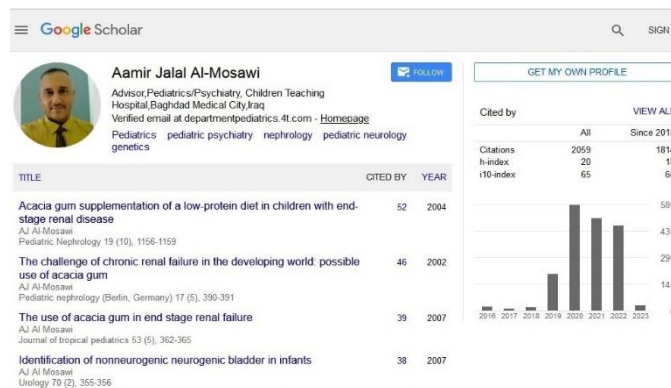 Google Scholar
SIGN
Aamir Jalal Al-Mosawi
FOLLOW
Advisor,Pediatrics/Psychiatry, Children Teaching
Hospital,Baghdad Medical City,Iraq
Verified email at departmentpediatrics.4t.com - Homepage
Pediatrics pediatric psychiatry nephrology pediatric neurology
genetics
TITLE CITED BY YEAR
Acacia gum supplementation of a low-protein diet in children with end-
stage renal disease
AJ Al-Mosawi
Pediatric Nephrology 19 (10), 1156-1159
52 2004
The challenge of chronic renal failure in the developing world: possible
use of acacia gum
AJ Al-Mosawi
Pediatric nephrology (Berlin, Germany) 17 (5), 390-391
46 2002
The use of acacia gum in end stage renal failure
AJ Al Mosawi
Journal of tropical pediatrics 53 (5), 362-365
39 2007
Identification of nonneurogenic neurogenic bladder in infants
AJ Al Mosawi
Urology 70 (2), 355-356
38 2007
GET MY OWN PROFILE
Cited by VIEW ALL
All Since 2018
Citations 2059 1814
h-index 20
i10-index 65
2016 2017 2018 2019 2020 2021 2022 2023